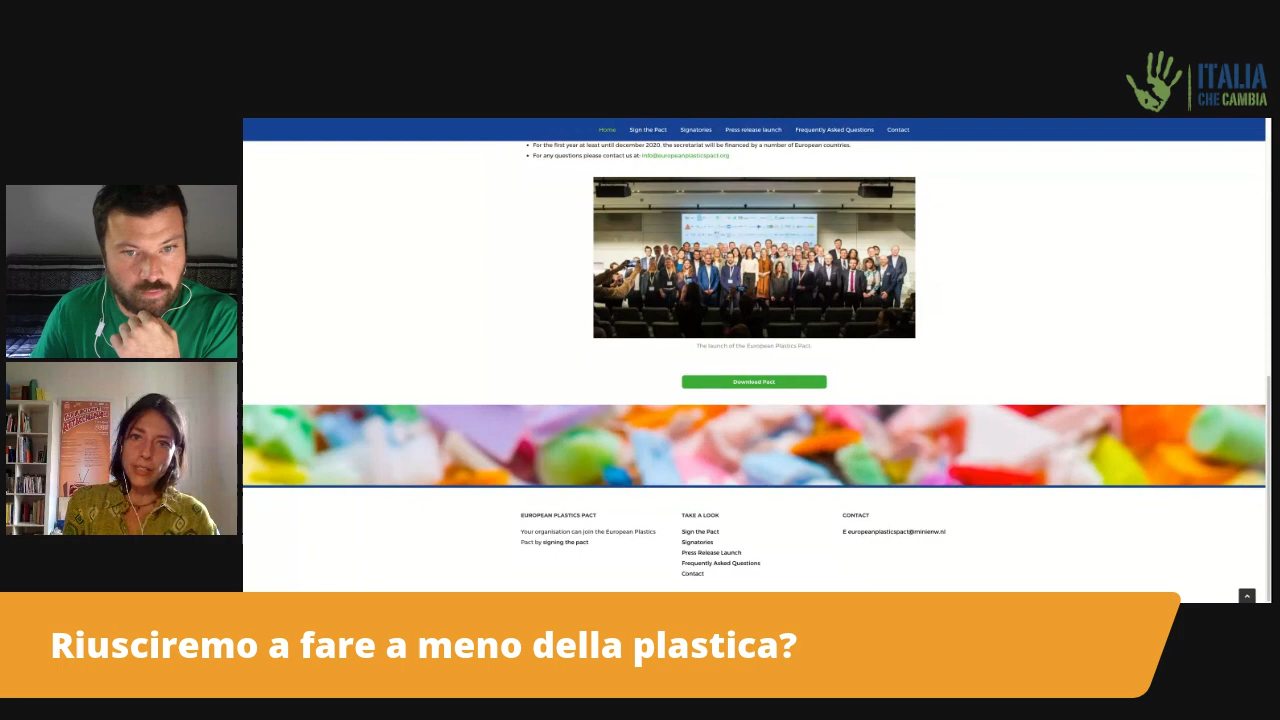 ITALIA
CHE CAMBIA
Home Sign the Pact Signatories Press release launch Frequently Asked Questions Contact
For the first year at least until december 2020, the secretariat will be financed by a number of European countries.
For any questions please contact us at: info@europeanplasticspact.org
The launch of the European Plastics Pact.
Download Pact
EUROPEAN PLASTICS PACT
Your organisation can join the European Plastics
Pact by signing the pact
TAKE A LOOK
Sign the Pact
Signatories
Press Release Launch
Frequently Asked Questions
Contact
CONTACT
E europeanplasticspact@minienw.nl
Riusciremo a fare a meno della plastica?